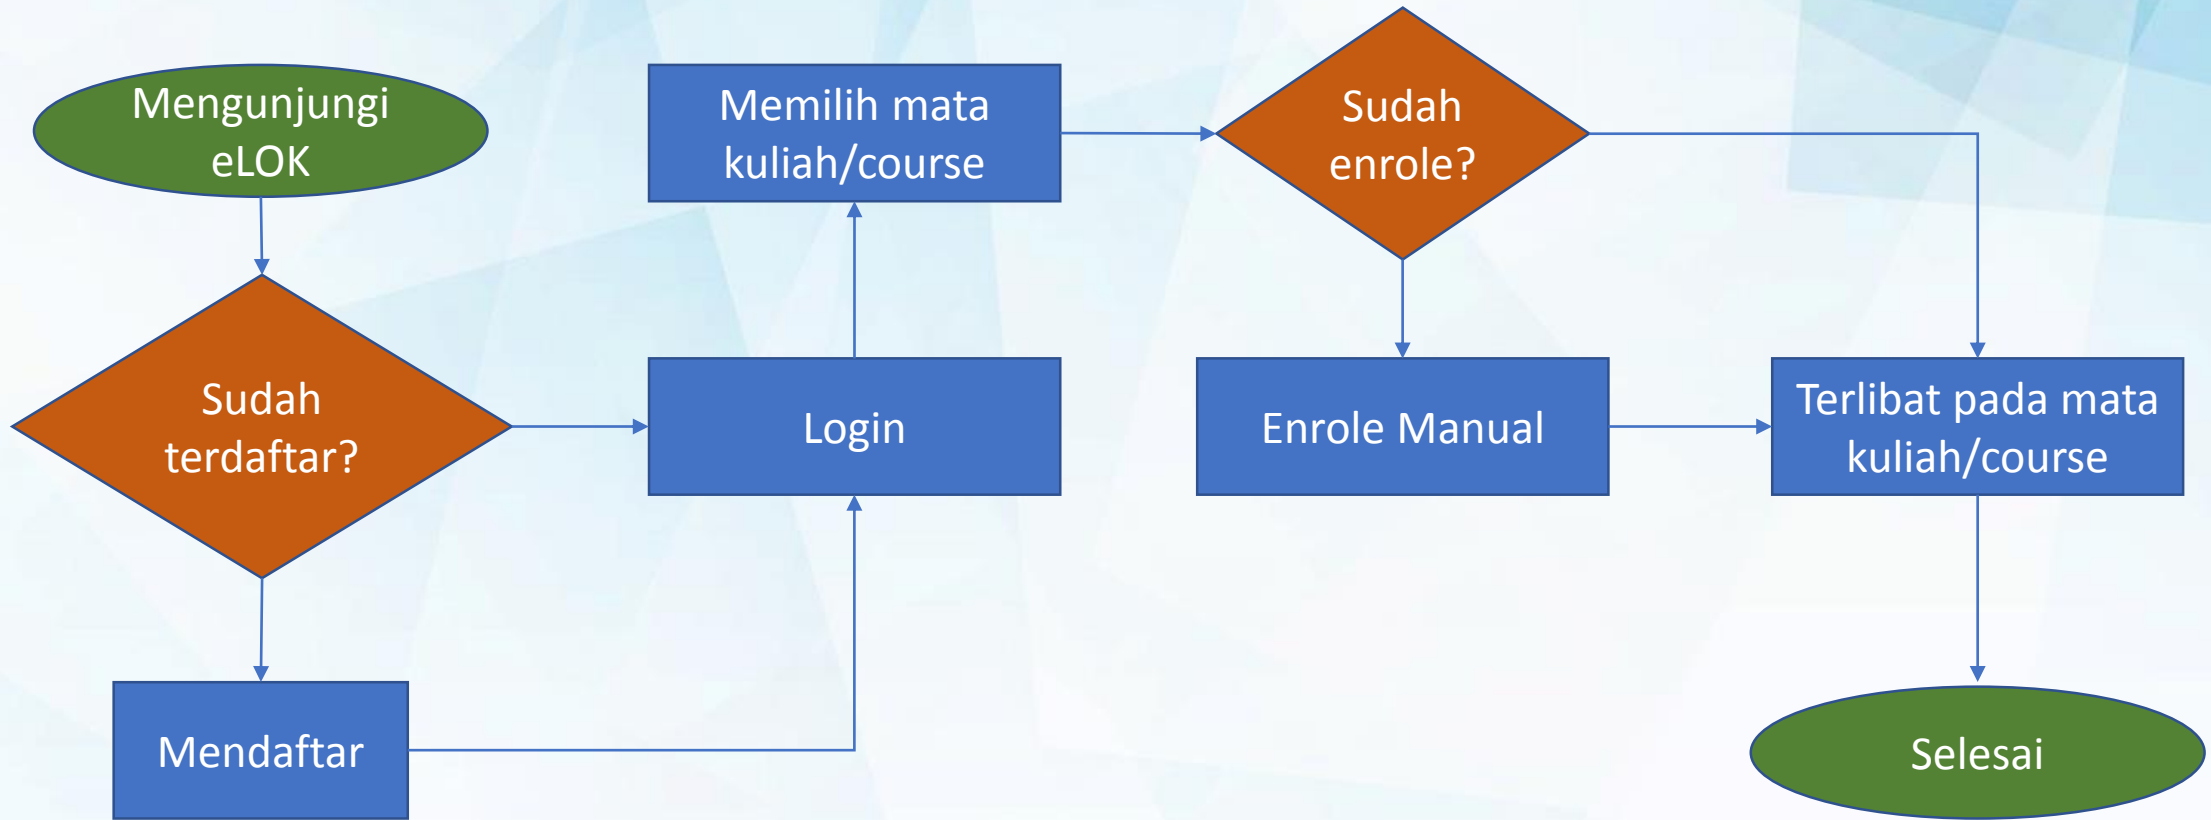 Mengunjungi
eLOK
Sudah
terdaftar?
Mendaftar
Login
Memilih mata
kuliah/course
Sudah
enrole?
Enrole Manual
Terlibat pada mata
kuliah/course
Selesai